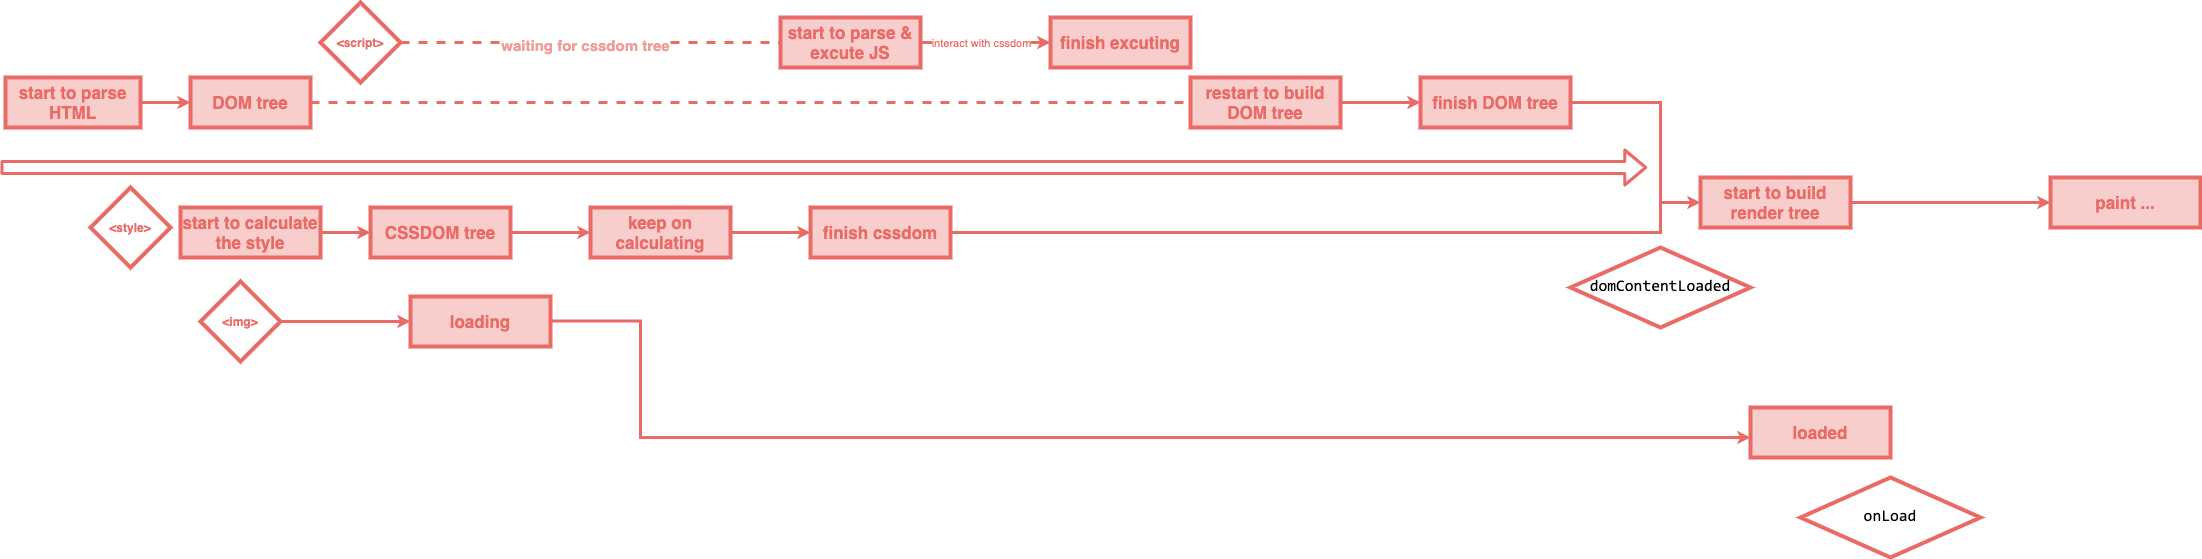 <script>
waiting for cssdom tree
start to parse &
excute JS
interact with cssdom
finish excuting
start to parse
HTML
DOM tree
restart to build
DOM tree
finish DOM tree
<style>
start to calculate
the style
CSSDOM tree
keep on
calculating
finish cssdom
start to build
render tree
paint ...
domContentLoaded
<img>
loading
loaded
onLoad